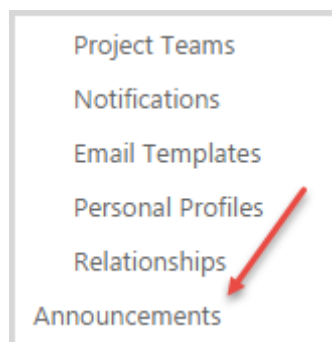 Project Teams
Notifications
Email Templates
Personal Profiles
Relationships
Announcements